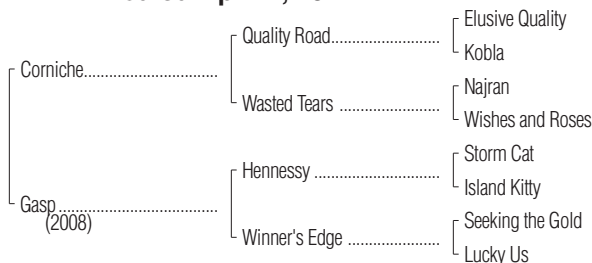 Elusive Quality
Quality Road
Kobla
Corniche
Najran
Wasted Tears
Wishes and Roses
Storm Cat
Hennessy
Island Kitty
Gasp
(2008)
Seeking the Gold
Winner's Edge
Lucky Us